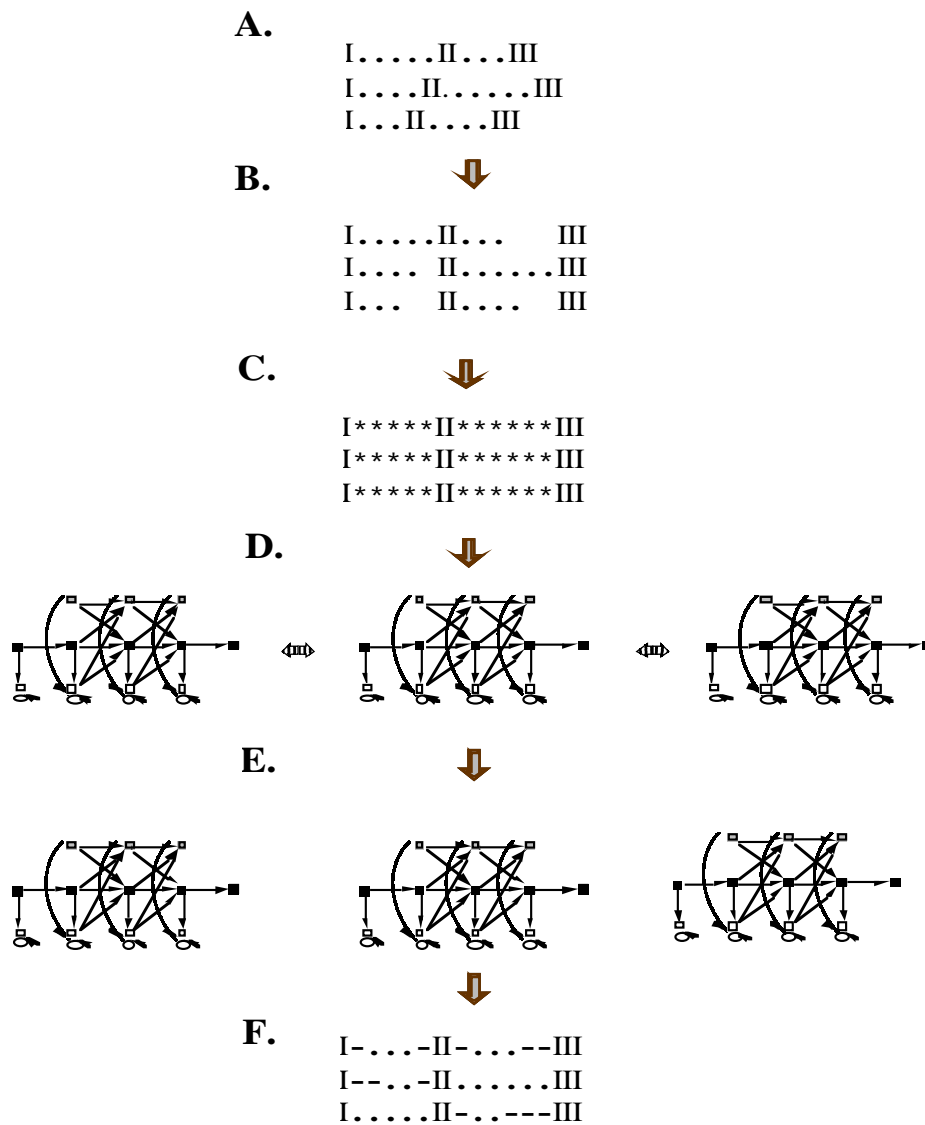 A.
I.....II...III
I....II.......III
I...II....III
B.
I.....II... III
I.... II......III
I... II.... III
C.
I*****II******III
I*****II******III
I*****II******III
D.
E.
F.
I-...-II-...--III
I--..-II......III
I.....II-..---III